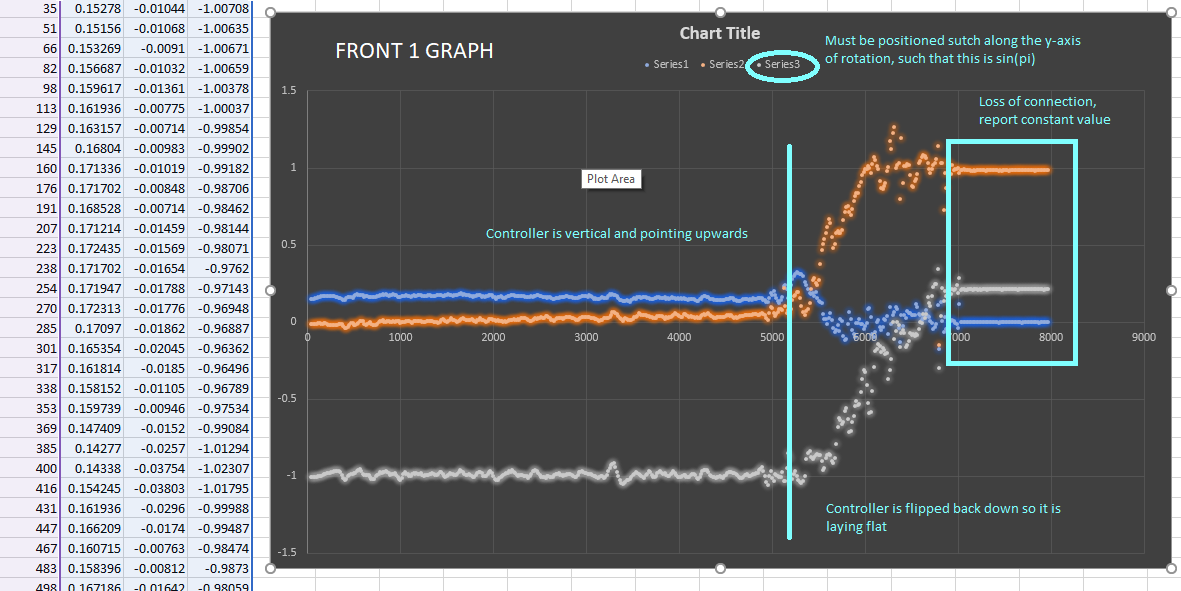 35 0.15278 -0.01044 -1.00708
51 0.15156 -0.01068 -1.00635
66 0.153269 -0.0091 -1.00671
82 0.156687 -0.01032 -1.00659
98 0.159617 -0.01361 -1.00378
113 0.161936 -0.00775 -1.00037
129 0.163157 -0.00714 -0.99854
145 0.16804 -0.00983 -0.99902
160 0.171336 -0.01019 -0.99182
176 0.171702 -0.00848 -0.98706
191 0.168528 -0.00714 -0.98462
207 0.171214 -0.01459 -0.98144
223 0.172435 -0.01569 -0.98071
238 0.171702 -0.01654 -0.9762
254 0.171947 -0.01788 -0.97143
270 0.172313 -0.01776 -0.96948
285 0.17097 -0.01862 -0.96887
301 0.165354 -0.02045 -0.96362
317 0.161814 -0.0185 -0.96496
338 0.158152 -0.01105 -0.96789
353 0.159739 -0.00946 -0.97534
369 0.147409 -0.0152 -0.99084
385 0.14277 -0.0257 -1.01294
400 0.14338 -0.03754 -1.02307
416 0.154245 -0.03803 -1.01795
431 0.161936 -0.0296 -0.99988
447 0.166209 -0.0174 -0.99487
467 0.160715 -0.00763 -0.98474
483 0.158396 -0.00812 -0.9873
498 0.167186 -0.01642 -0.98059
Chart Title
FRONT 1 GRAPH
Series1 Series2 Series3
Must be positioned sutch along the y-axis
of rotation, such that this is sin(pi)
Loss of connection,
report constant value
Plot Area
Controller is vertical and pointing upwards
Controller is flipped back down so it is
laying flat
1.5
1
0.5
0
-0.5
-1
-1.5
0 1000 2000 3000 4000 5000 6000 7000 8000 9000